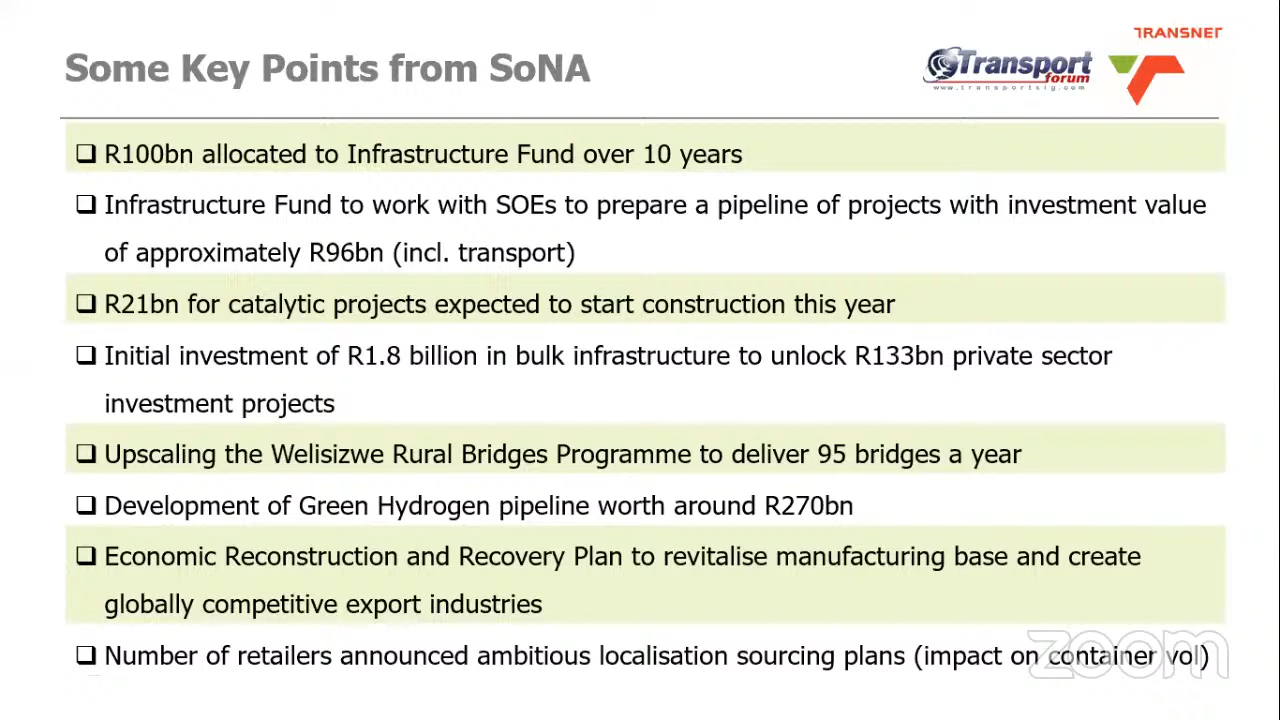 TRANSNET
Some Key Points from SoNA
Transport
forum
www.transportsig.com
❑ R100bn allocated to Infrastructure Fund over 10 years
❑ Infrastructure Fund to work with SOEs to prepare a pipeline of projects with investment value
of approximately R96bn (incl. transport)
❑ R21bn for catalytic projects expected to start construction this year
❑ Initial investment of R1.8 billion in bulk infrastructure to unlock R133bn private sector
investment projects
❑ Upscaling the Welisizwe Rural Bridges Programme to deliver 95 bridges a year
❑ Development of Green Hydrogen pipeline worth around R270bn
❑ Economic Reconstruction and Recovery Plan to revitalise manufacturing base and create
globally competitive export industries
❑ Number of retailers announced ambitious localisation sourcing plans (impact on container vol)
zoom